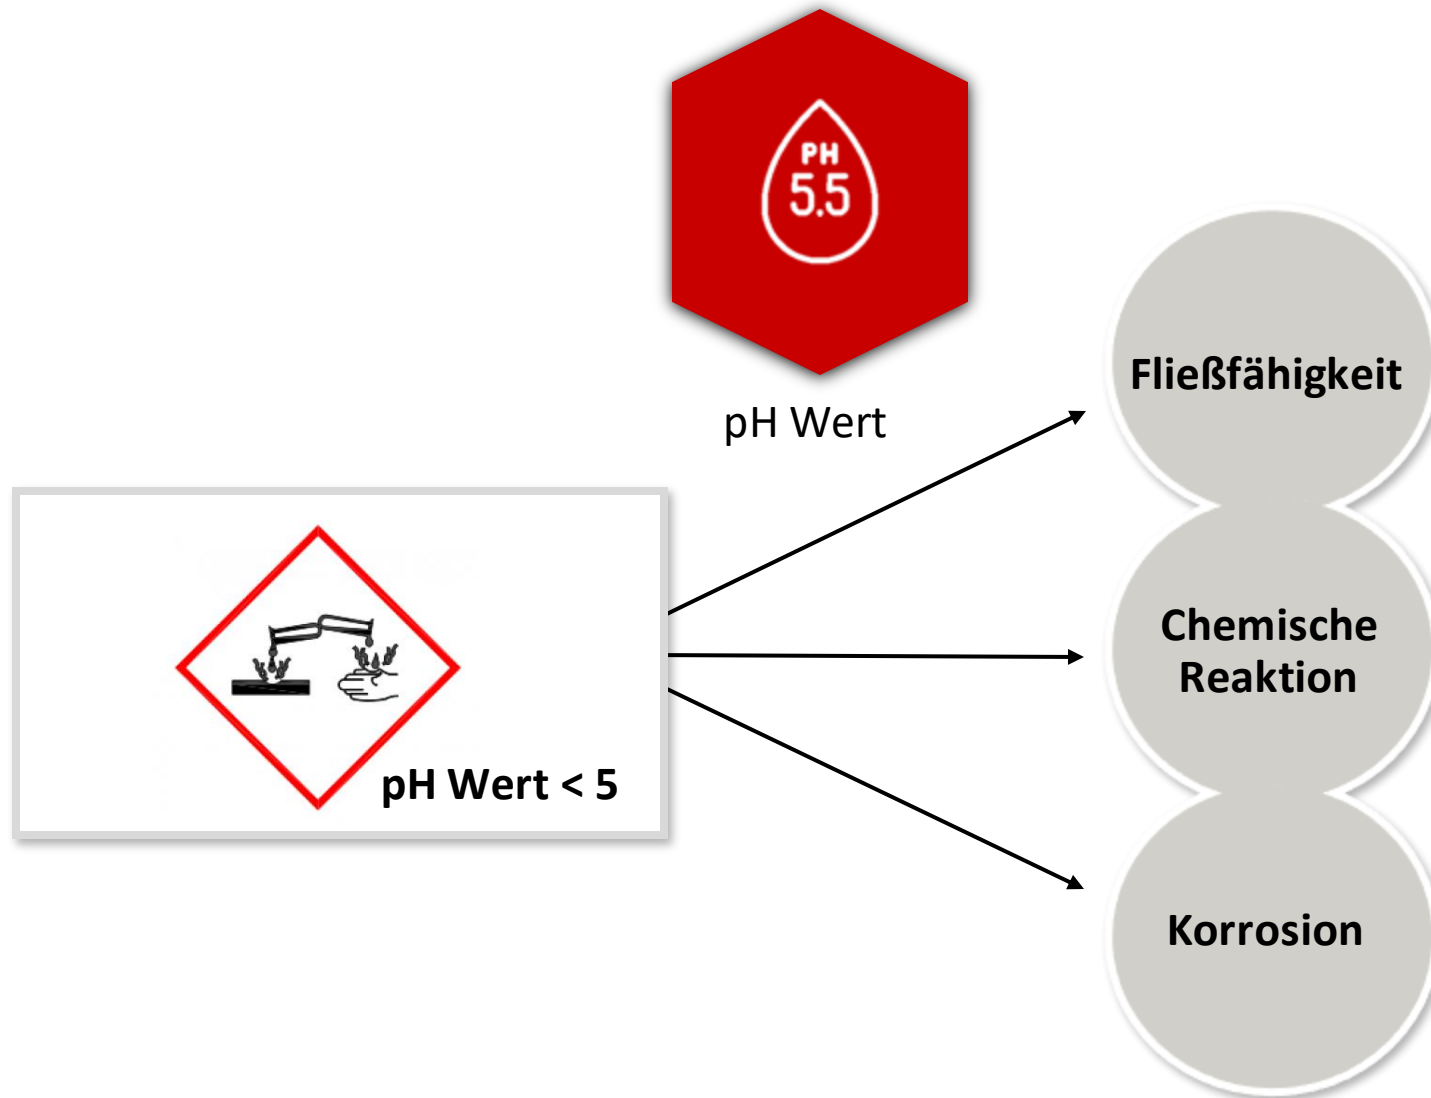 PH
5.5
pH Wert
pH Wert < 5
Fließfähigkeit
Chemische
Reaktion
Korrosion